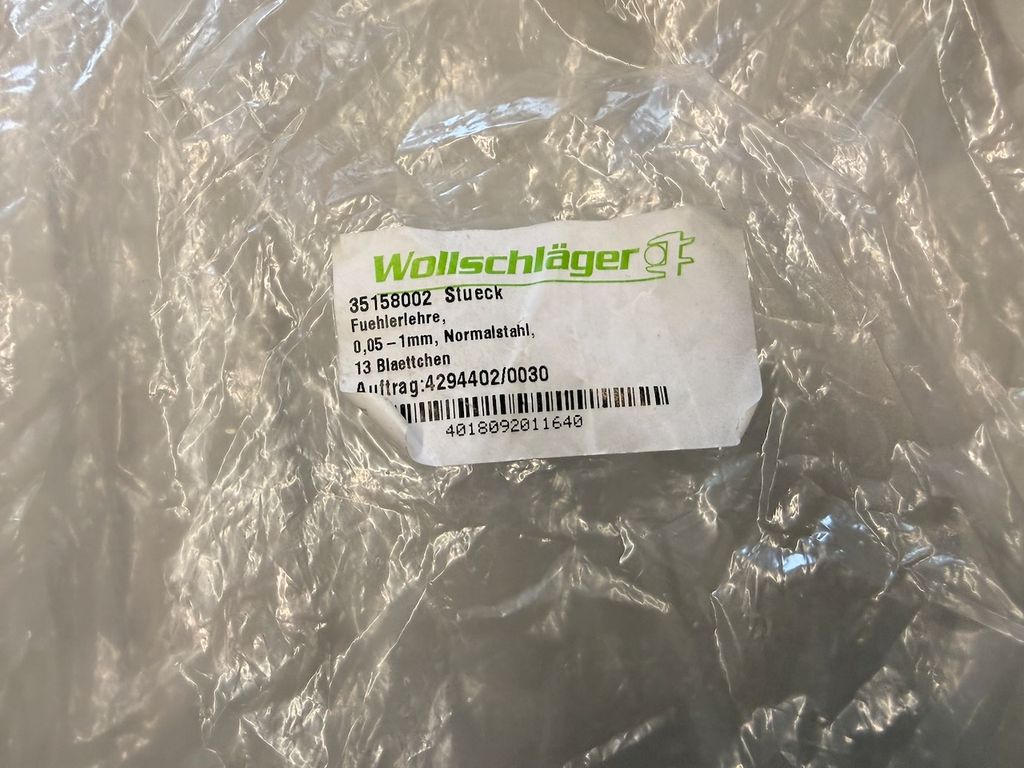 Wollschläger
35158002 Stueck
Fuehlerlehre,
0,05-1mm, Normalstahl,
13 Blaettchen
Auftrag:4294402/0030
4018092011640